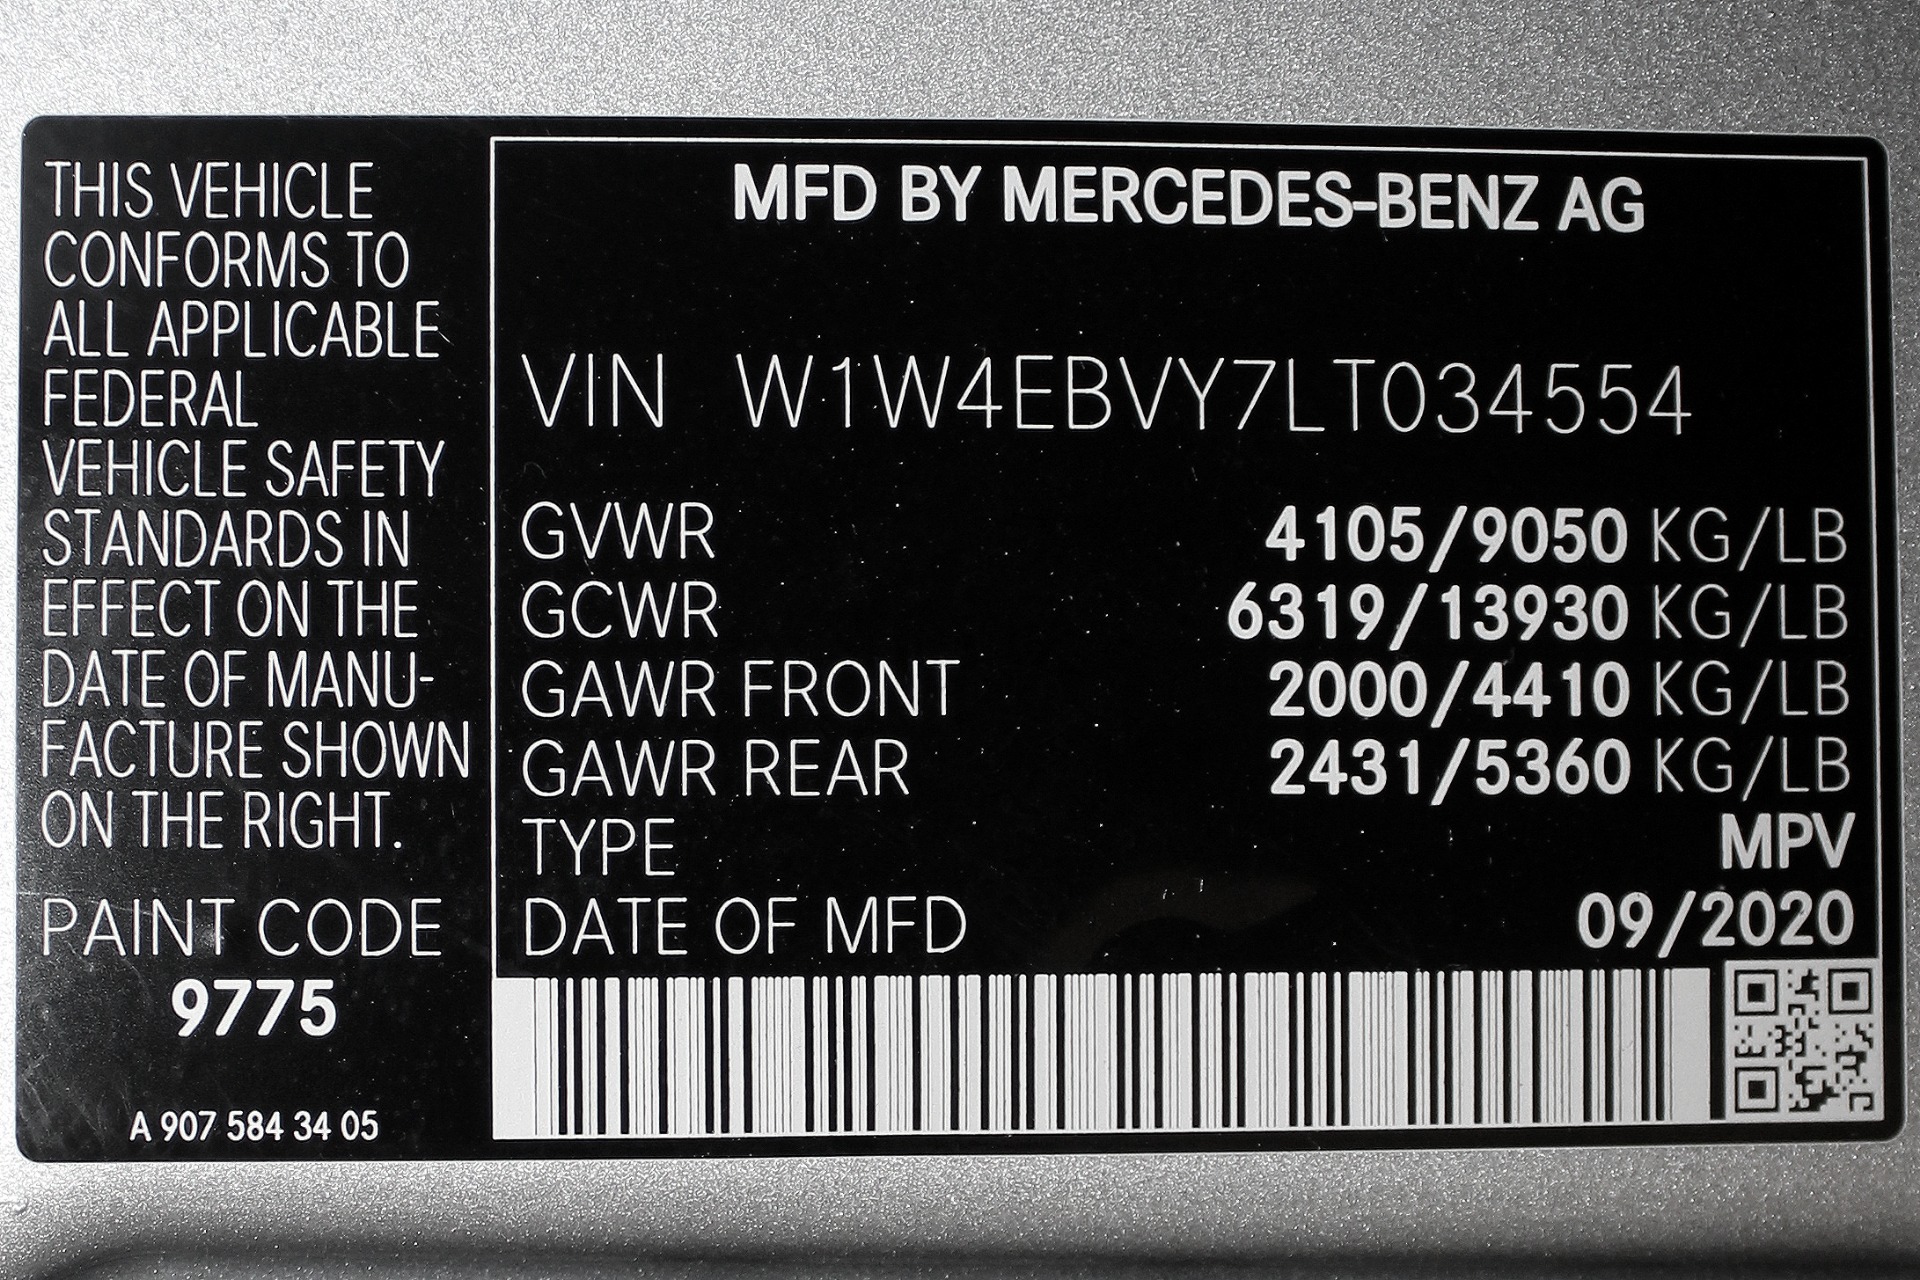 THIS VEHICLE
CONFORMS TO
ALL APPLICABLE
FEDERAL
VEHICLE SAFETY
STANDARDS IN
EFFECT ON THE
DATE OF MANU-
FACTURE SHOWN
ON THE RIGHT.
PAINT CODE
9775
A 907 584 34 05
MFD BY MERCEDES-BENZ AG
VIN W1W4EBVY7LT034554
GVWR 4105/9050 KG/LB
GCWR 6319/13930 KG/LB
GAWR FRONT 2000/4410 KG/LB
GAWR REAR 2431/5360 KG/LB
TYPE MPV
DATE OF MFD 09/2020